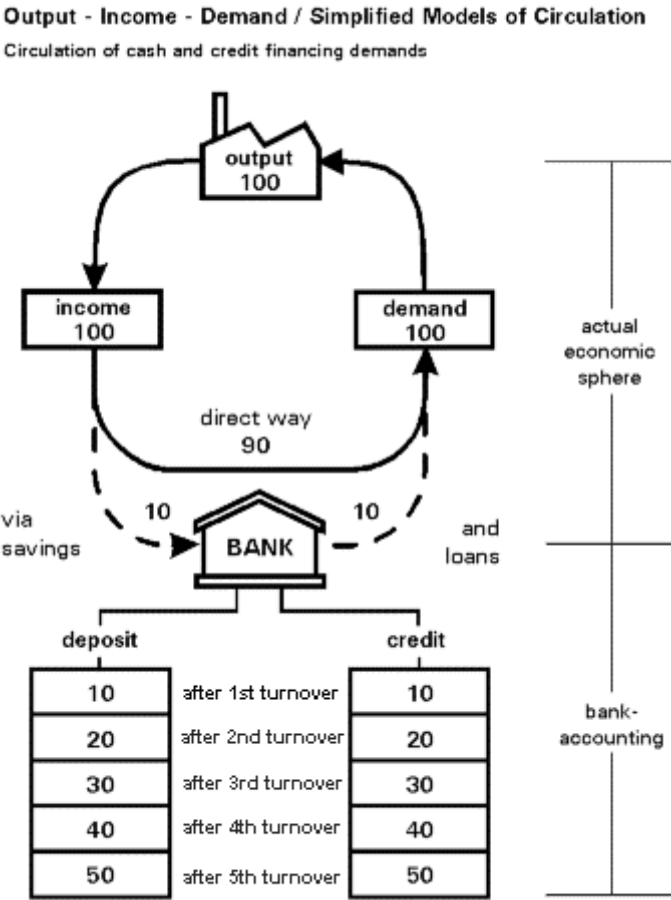 Output - Income - Demand / Simplified Models of Circulation
Circulation of cash and credit financing demands
output
100
income
100
demand
100
actual
economic
sphere
direct way
90
via
savings
10
BANK
10
and
loans
deposit
credit
10 after 1st turnover 10
20 after 2nd turnover 20
30 after 3rd turnover 30
40 after 4th turnover 40
50 after 5th turnover 50
bank-
accounting